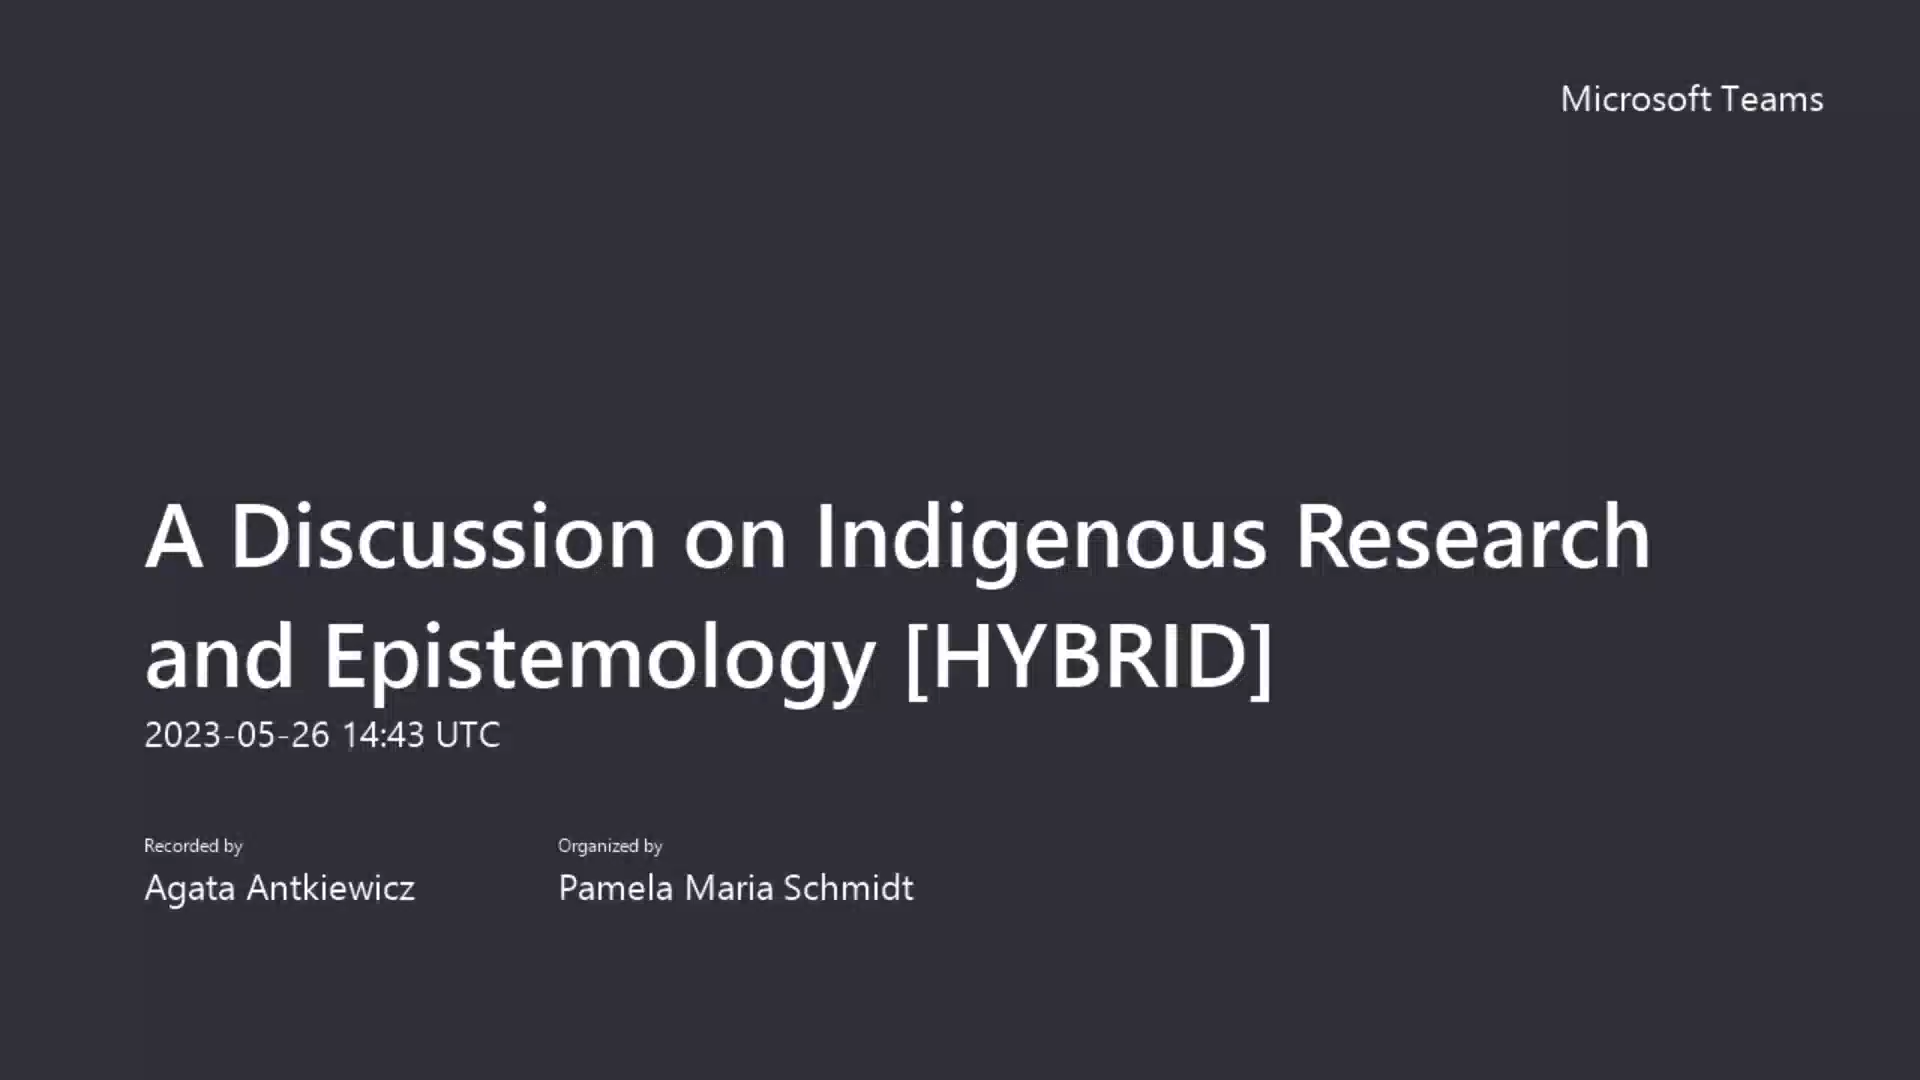 Microsoft Teams
A Discussion on Indigenous Research
and Epistemology [HYBRID]
2023-05-26 14:43 UTC
Recorded by
Agata Antkiewicz
Organized by
Pamela Maria Schmidt